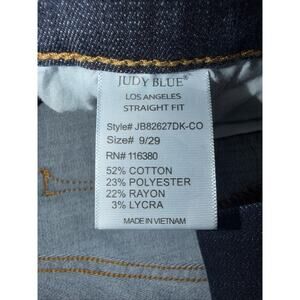 JUDY BLUE®
LOS ANGELES
STRAIGHT FIT
Style# JB82627DK-CO
Size# 9/29
RN# 116380
52% COTTON
23% POLYESTER
22% RAYON
3% LYCRA
MADE IN VIETNAM